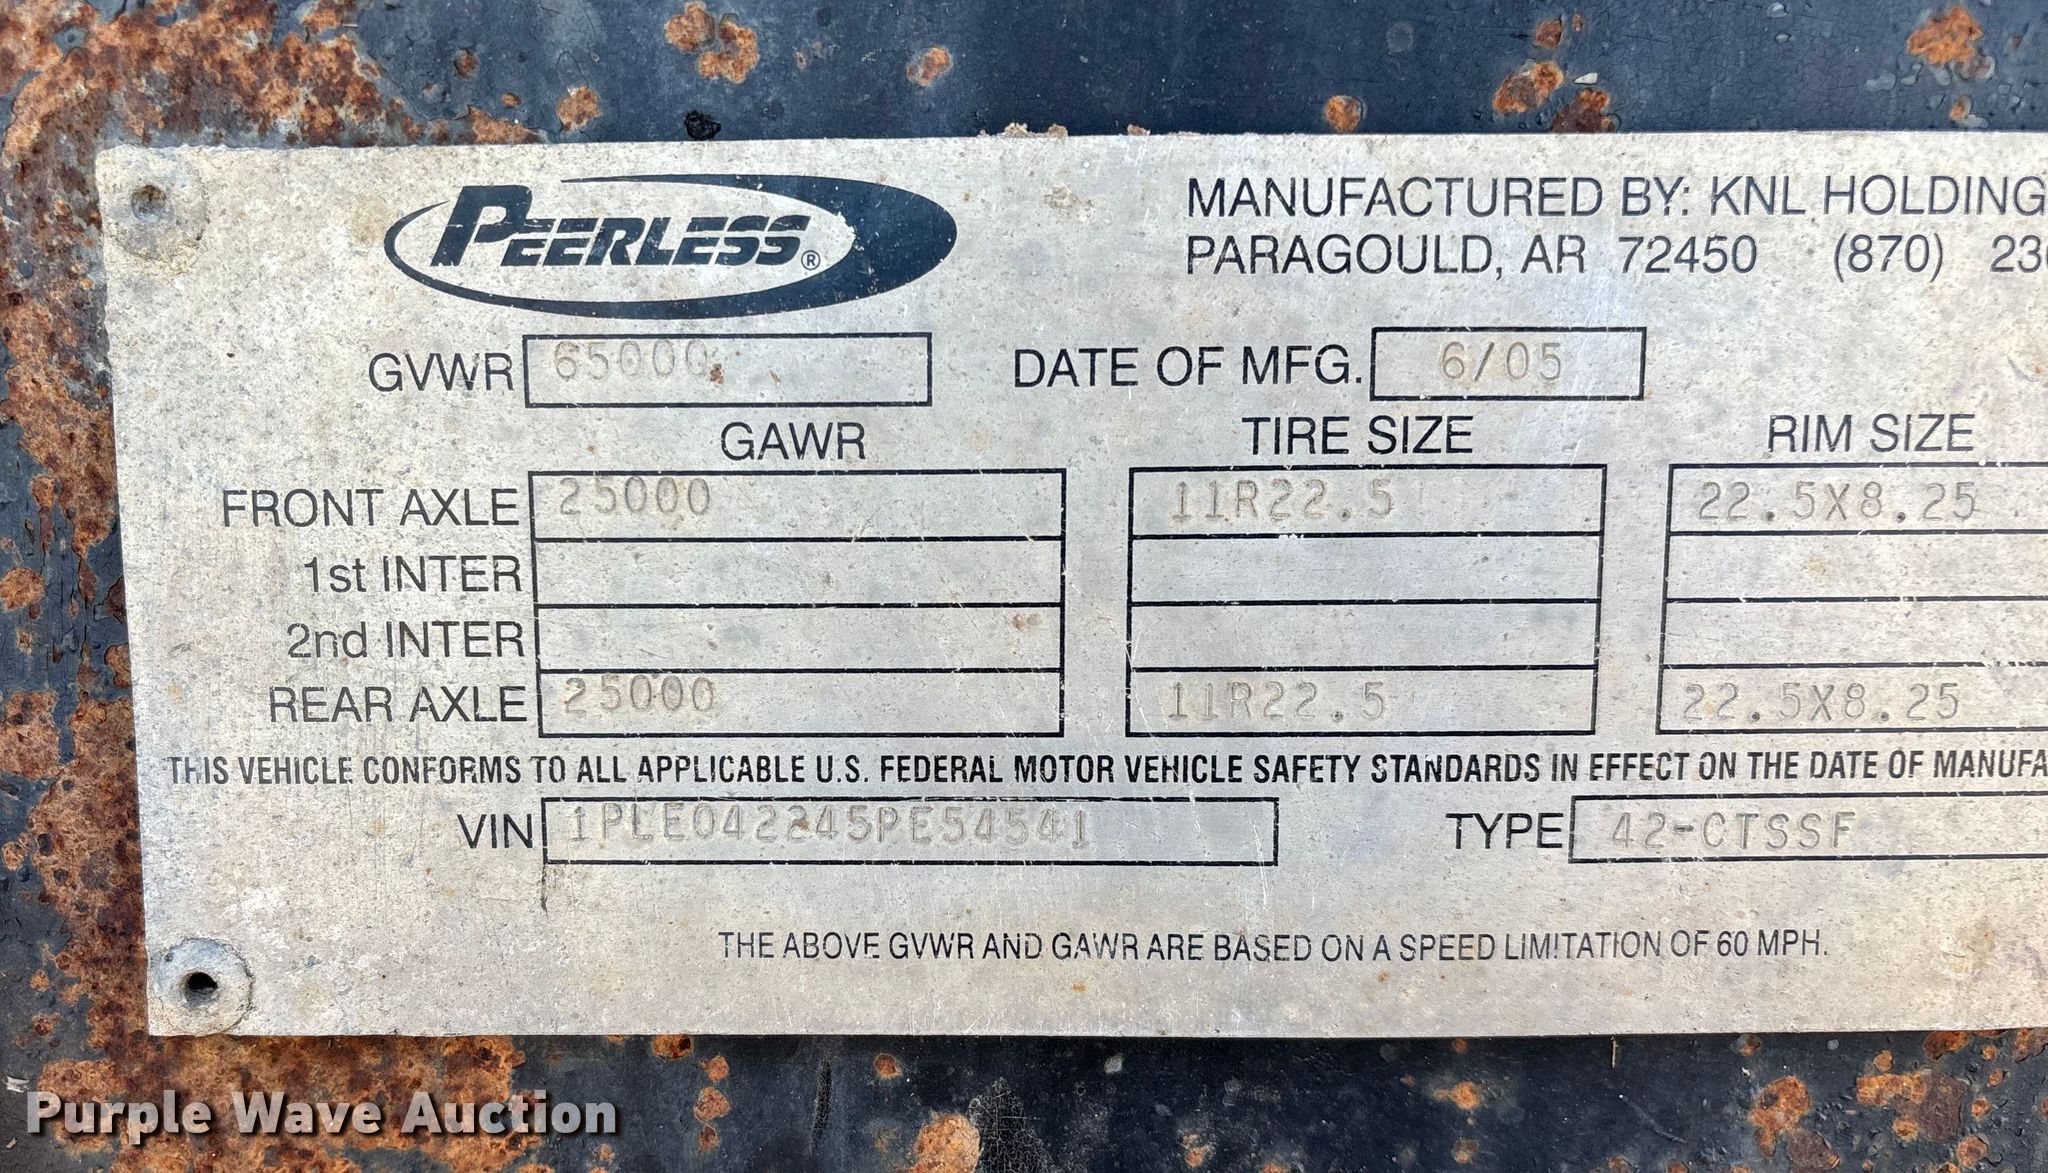 PEERLESS®
MANUFACTURED BY: KNL HOLDING
PARAGOULD, AR 72450 (870) 23
GVWR 65000 DATE OF MFG. 6/05
GAWR TIRE SIZE RIM SIZE
FRONT AXLE 25000 11R22.5 22.5X8.25
1st INTER
2nd INTER
REAR AXLE 25000 11R22.5 22.5X8.25
THIS VEHICLE CONFORMS TO ALL APPLICABLE U.S. FEDERAL MOTOR VEHICLE SAFETY STANDARDS IN EFFECT ON THE DATE OF MANUFA
VIN 1PLE042245PE54541 TYPE 42-CTSSF
THE ABOVE GVWR AND GAWR ARE BASED ON A SPEED LIMITATION OF 60 MPH.
Purple Wave Auction